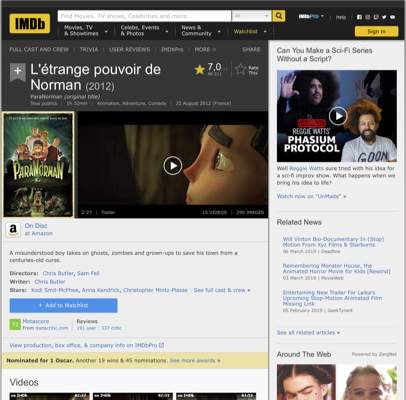 IMDb
Find Movies, TV shows, Celebrities and more...
All
Movies, TV
& Showtimes
Celebs, Events
& Photos
News &
Community
Watchlist
IMDbPro
Help
Sign in
FULL CAST AND CREW | TRIVIA | USER REVIEWS | IMDbPro | MORE
SHARE
L'étrange pouvoir de
Norman (2012)
ParaNorman (original title)
Tous publics | 1h 32min | Animation, Adventure, Comedy | 22 August 2012 (France)
7,0
Rate
This
PARANORMAN
2:27 | Trailer
15 VIDEOS | 290 IMAGES
On Disc
at Amazon
A misunderstood boy takes on ghosts, zombies and grown-ups to save his town from a
centuries-old curse.
Directors: Chris Butler, Sam Fell
Writer: Chris Butler
Stars: Kodi Smit-McPhee, Anna Kendrick, Christopher Mintz-Plasse | See full cast & crew »
+ Add to Watchlist
72
Metascore
From metacritic.com
Reviews
191 user | 337 critic
View production, box office, & company info on IMDbPro
Nominated for 1 Oscar. Another 19 wins & 45 nominations. See more awards »
Videos
Can You Make a Sci-Fi Series
Without a Script?
REGGIE WATTS'
PHASIUM
PROTOCOL
Well Reggie Watts sure tried with his idea for
a sci-fi improv show. What happens when we
bring his idea to life?
Watch now on "UnMade" »
Related News
Will Vinton Bio-Documentary In (Stop)
Motion From Xyz Films & Starburns
06 March 2019 | Deadline
Remembering Monster House, the
Animated Horror Movie for Kids [Rewind]
03 March 2019 | MovieWeb
Entertaining New Trailer For Laika's
Upcoming Stop-Motion Animated Film
Missing Link
05 February 2019 | GeekTyrant
See all related articles »
Around The Web
Powered by ZergNet